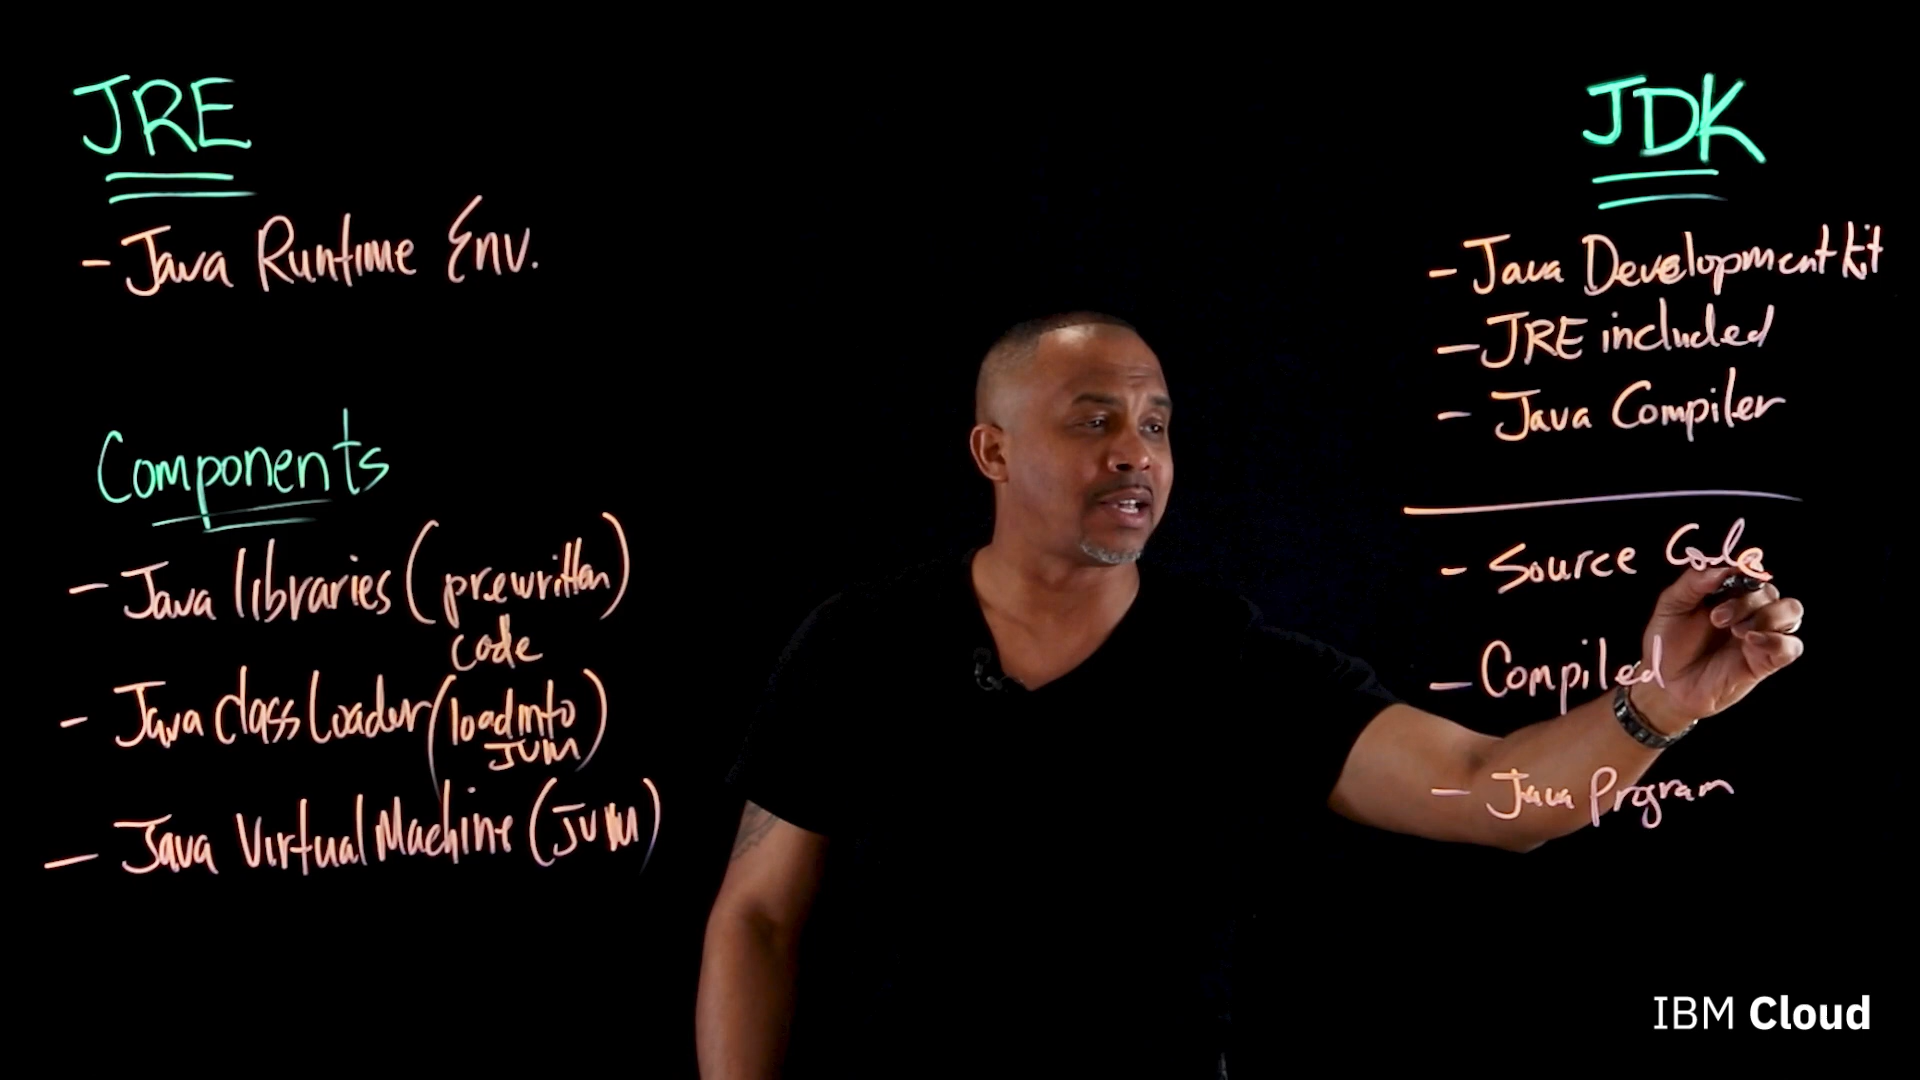 JRE
- Java Runtime Env.
Components
- Java libraries (prewritten)
code
- Java class Loader (load into
JVM)
- Java Virtual Machine (JVM)
JDK
- Java Development kit
- JRE included
- Java Compiler
- Source Code
- Compiled
- Java Program
IBM Cloud